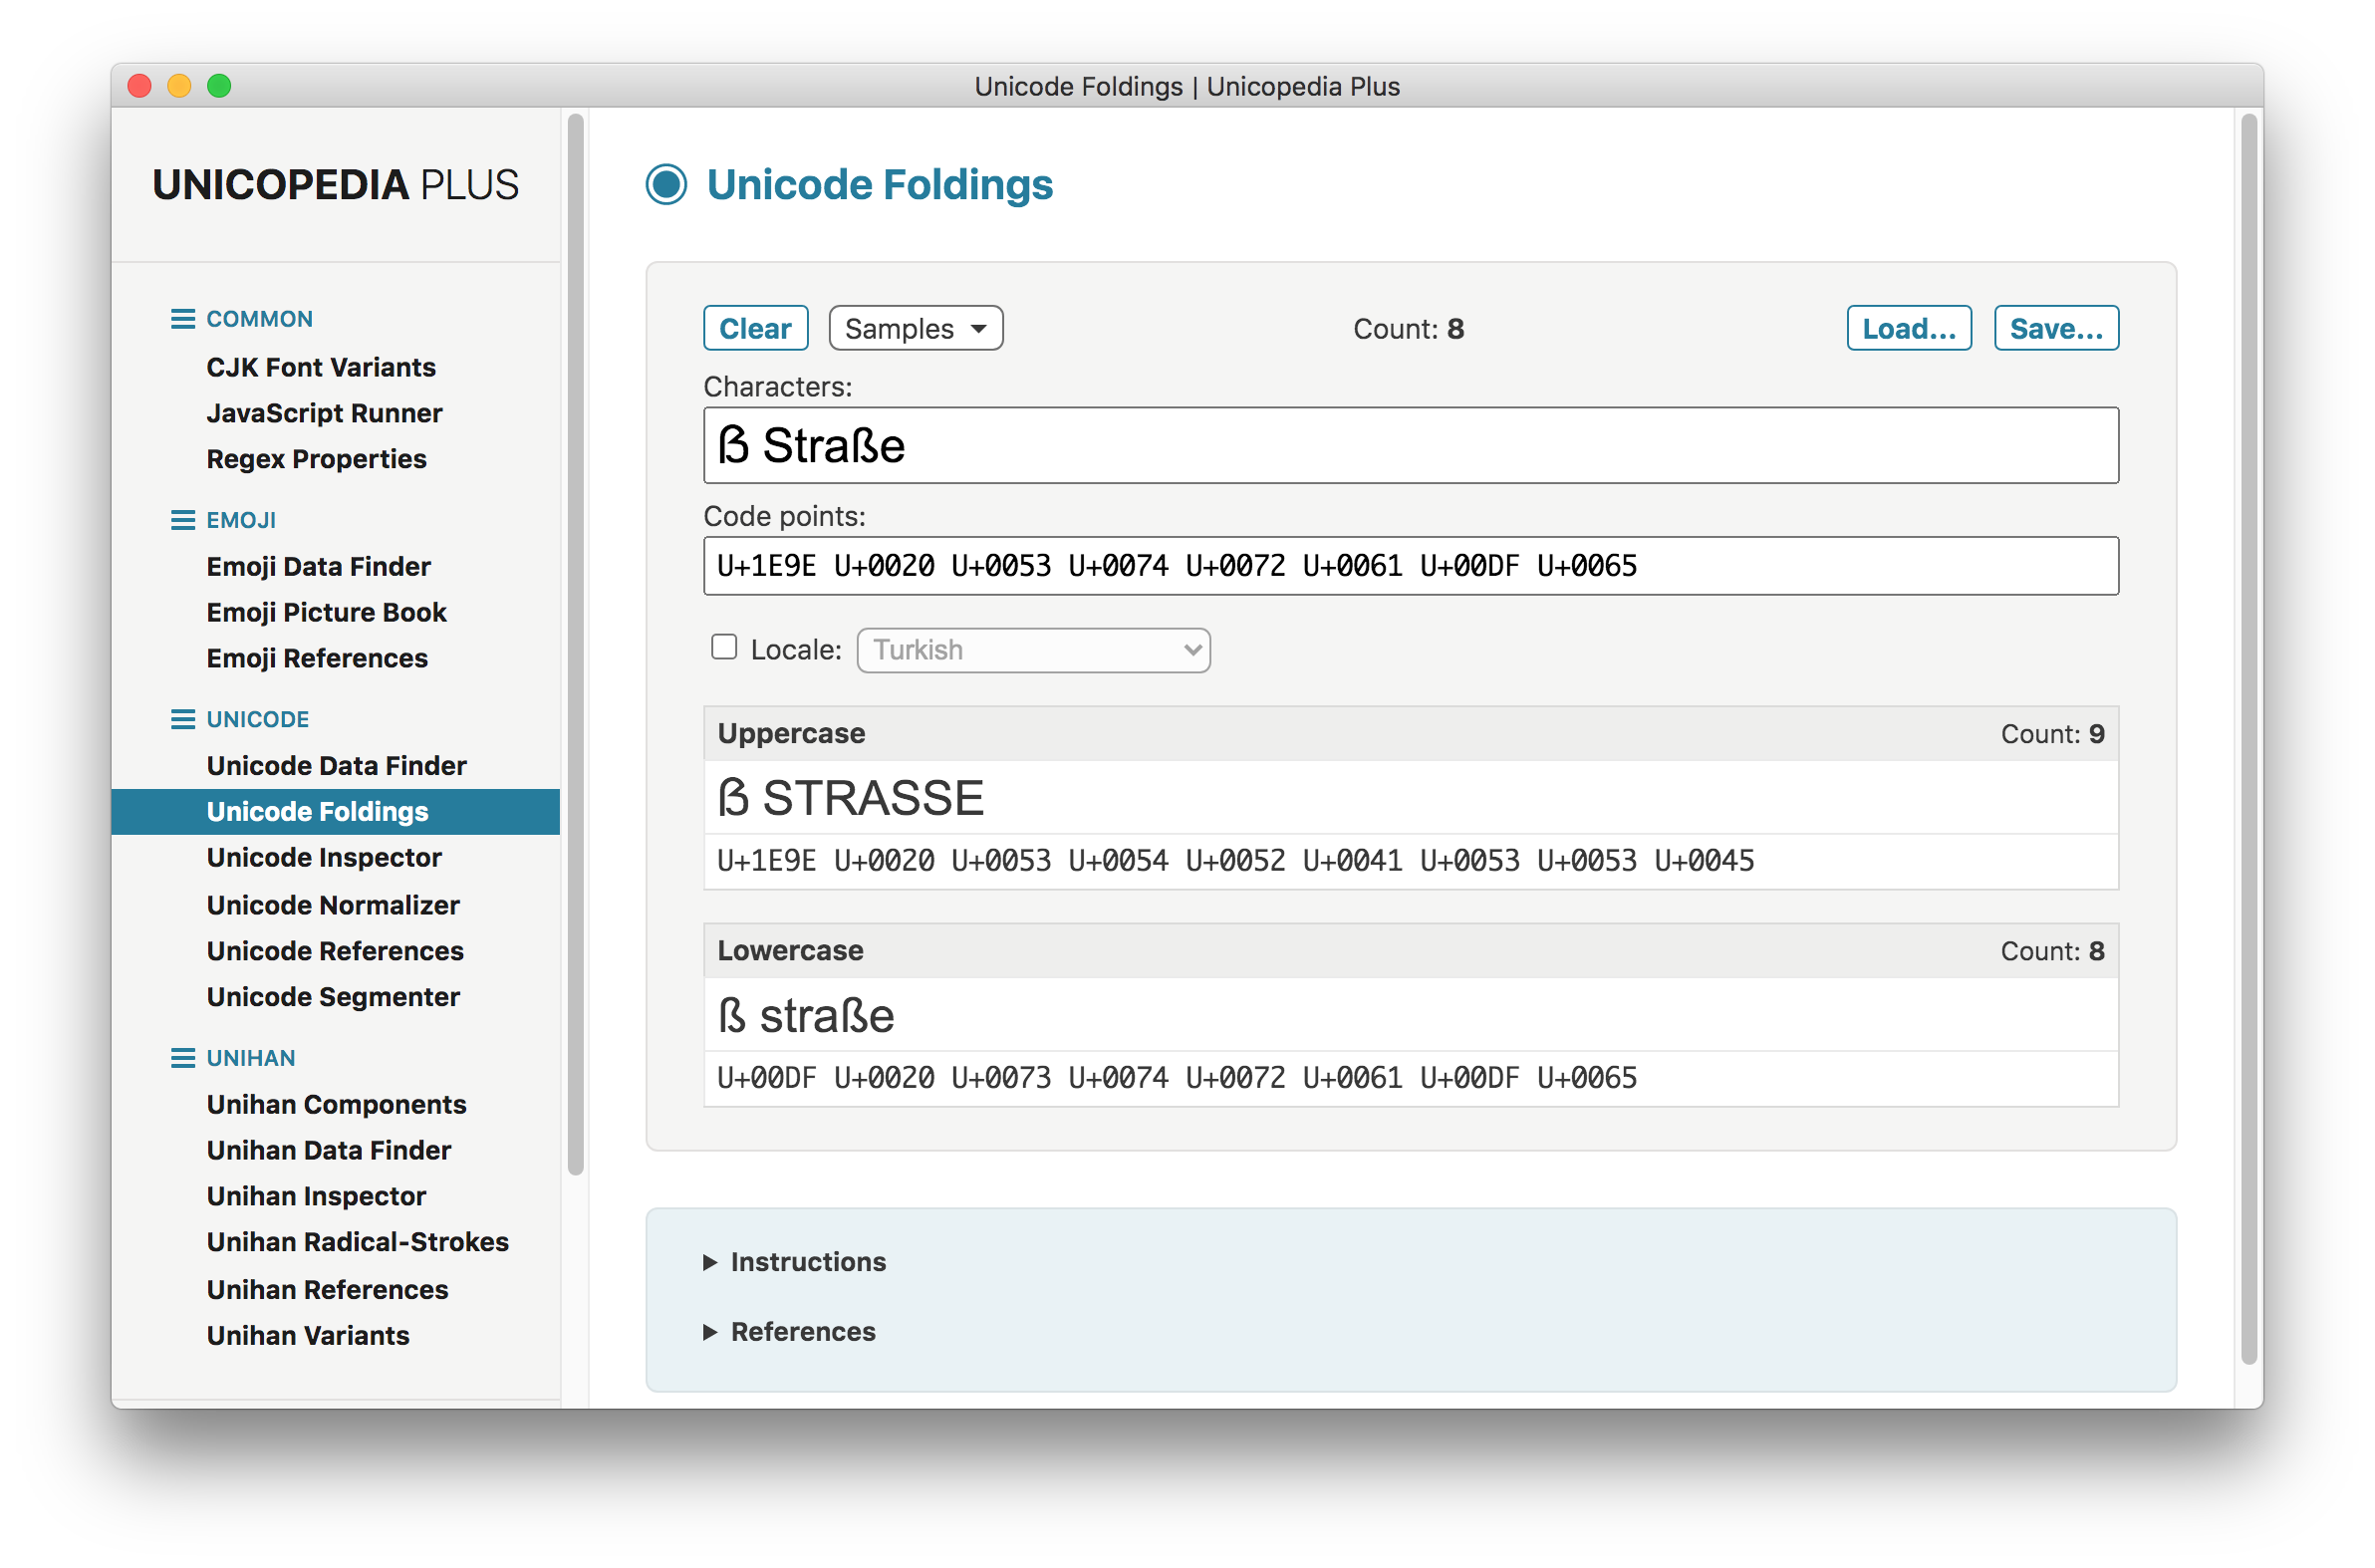 Unicode Foldings | Unicopedia Plus
UNICOPEDIA PLUS
COMMON
CJK Font Variants
JavaScript Runner
Regex Properties
EMOJI
Emoji Data Finder
Emoji Picture Book
Emoji References
UNICODE
Unicode Data Finder
Unicode Foldings
Unicode Inspector
Unicode Normalizer
Unicode References
Unicode Segmenter
UNIHAN
Unihan Components
Unihan Data Finder
Unihan Inspector
Unihan Radical-Strokes
Unihan References
Unihan Variants
Unicode Foldings
Clear Samples Count: 8 Load... Save...
Characters:
ẞ Straße
Code points:
U+1E9E U+0020 U+0053 U+0074 U+0072 U+0061 U+00DF U+0065
Locale: Turkish
Uppercase Count: 9
ẞ STRASSE
U+1E9E U+0020 U+0053 U+0054 U+0052 U+0041 U+0053 U+0053 U+0045
Lowercase Count: 8
ß straße
U+00DF U+0020 U+0073 U+0074 U+0072 U+0061 U+00DF U+0065
Instructions
References